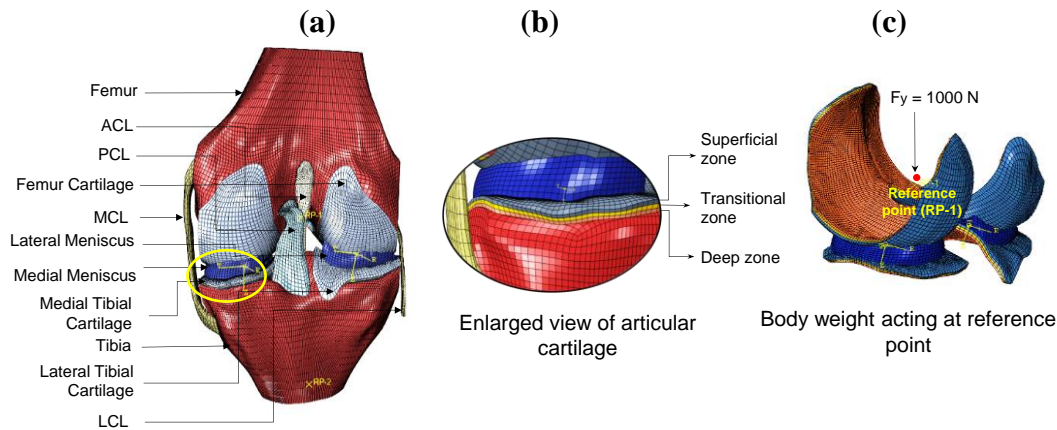 (a)
Femur
ACL
PCL
Femur Cartilage
MCL
Lateral Meniscus
Medial Meniscus
Medial Tibial
Cartilage
Tibia
Lateral Tibial
Cartilage
LCL
RP-1
RP-2
(b)
Superficial
zone
Transitional
zone
Deep zone
Enlarged view of articular
cartilage
(c)
Fy = 1000 N
Reference
point (RP-1)
Body weight acting at reference
point